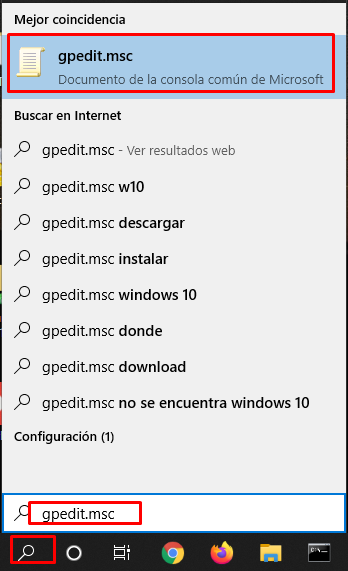 Mejor coincidencia
gpedit.msc
Documento de la consola común de Microsoft
Buscar en Internet
gpedit.msc - Ver resultados web
gpedit.msc w10
gpedit.msc descargar
gpedit.msc instalar
gpedit.msc windows 10
gpedit.msc donde
gpedit.msc download
gpedit.msc no se encuentra windows 10
Configuración (1)
gpedit.msc